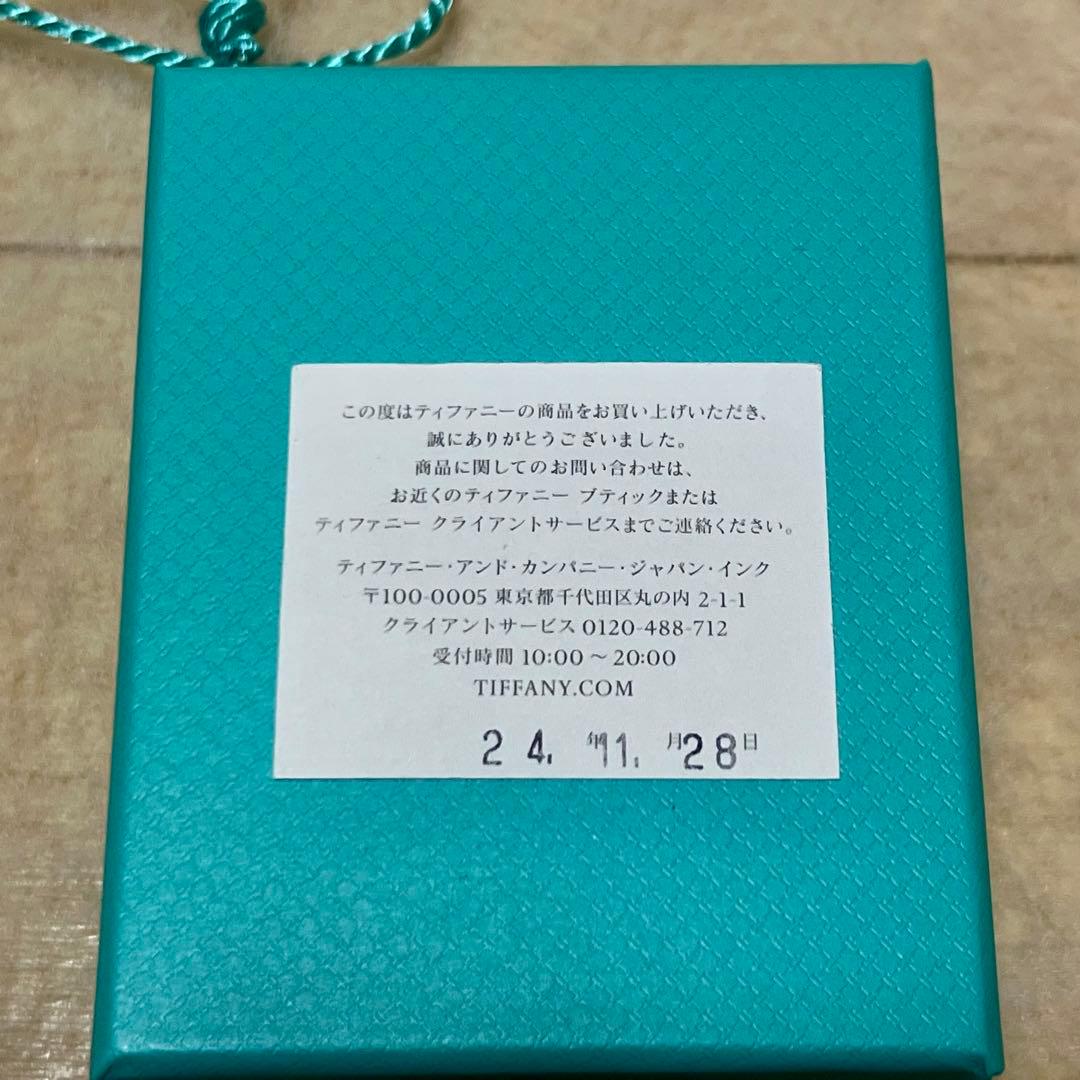 この度はティファニーの商品をお買い上げいただき、
誠にありがとうございました。
商品に関してのお問い合わせは、
お近くのティファニー ブティックまたは
ティファニー クライアントサービスまでご連絡ください。
ティファニー・アンド・カンパニー・ジャパン・インク
〒100-0005 東京都千代田区丸の内 2-1-1
クライアントサービス 0120-488-712
受付時間 10:00 ～ 20:00
TIFFANY.COM
24. 年11. 月28日